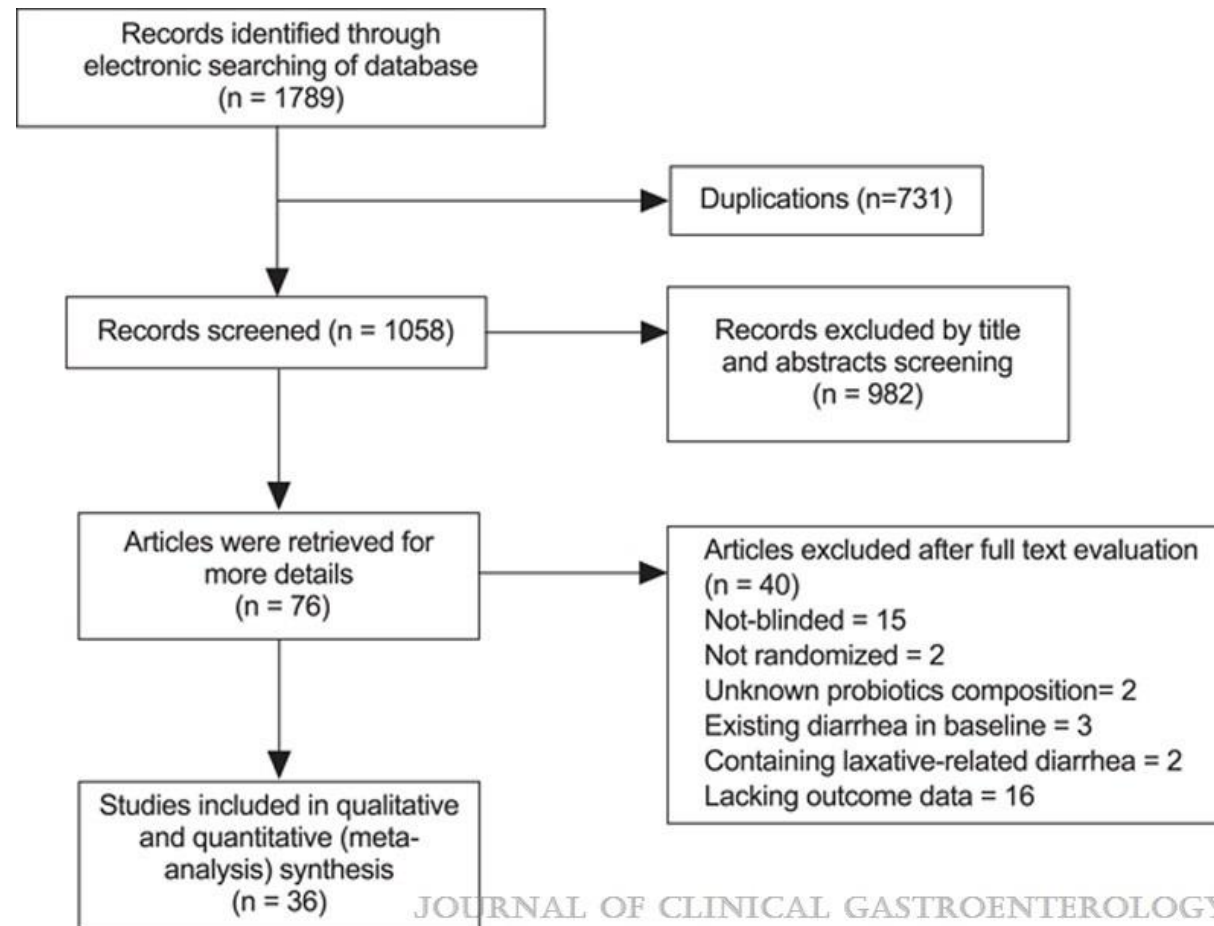 Records identified through
electronic searching of database
(n = 1789)
Duplications (n=731)
Records screened (n = 1058)
Records excluded by title
and abstracts screening
(n = 982)
Articles were retrieved for
more details
(n = 76)
Articles excluded after full text evaluation
(n = 40)
Not-blinded = 15
Not randomized = 2
Unknown probiotics composition= 2
Existing diarrhea in baseline = 3
Containing laxative-related diarrhea = 2
Lacking outcome data = 16
Studies included in qualitative
and quantitative (meta-
analysis) synthesis
(n = 36)
JOURNAL OF CLINICAL GASTROENTEROLOGY